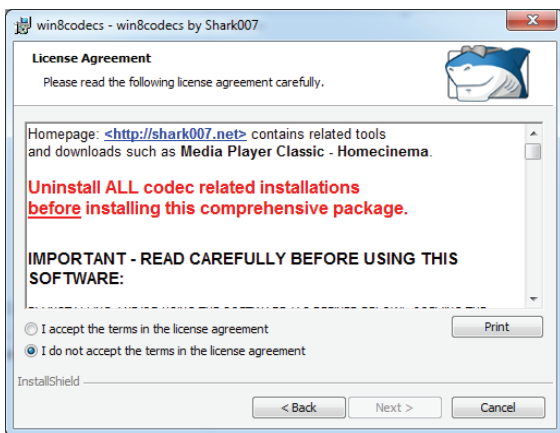 win8codecs - win8codecs by Shark007
License Agreement
Please read the following license agreement carefully.
Homepage: <http://shark007.net> contains related tools
and downloads such as Media Player Classic - Homecinema.
Uninstall ALL codec related installations
before installing this comprehensive package.
IMPORTANT - READ CAREFULLY BEFORE USING THIS
SOFTWARE:
I accept the terms in the license agreement
Print
I do not accept the terms in the license agreement
InstallShield
< Back
Next >
Cancel